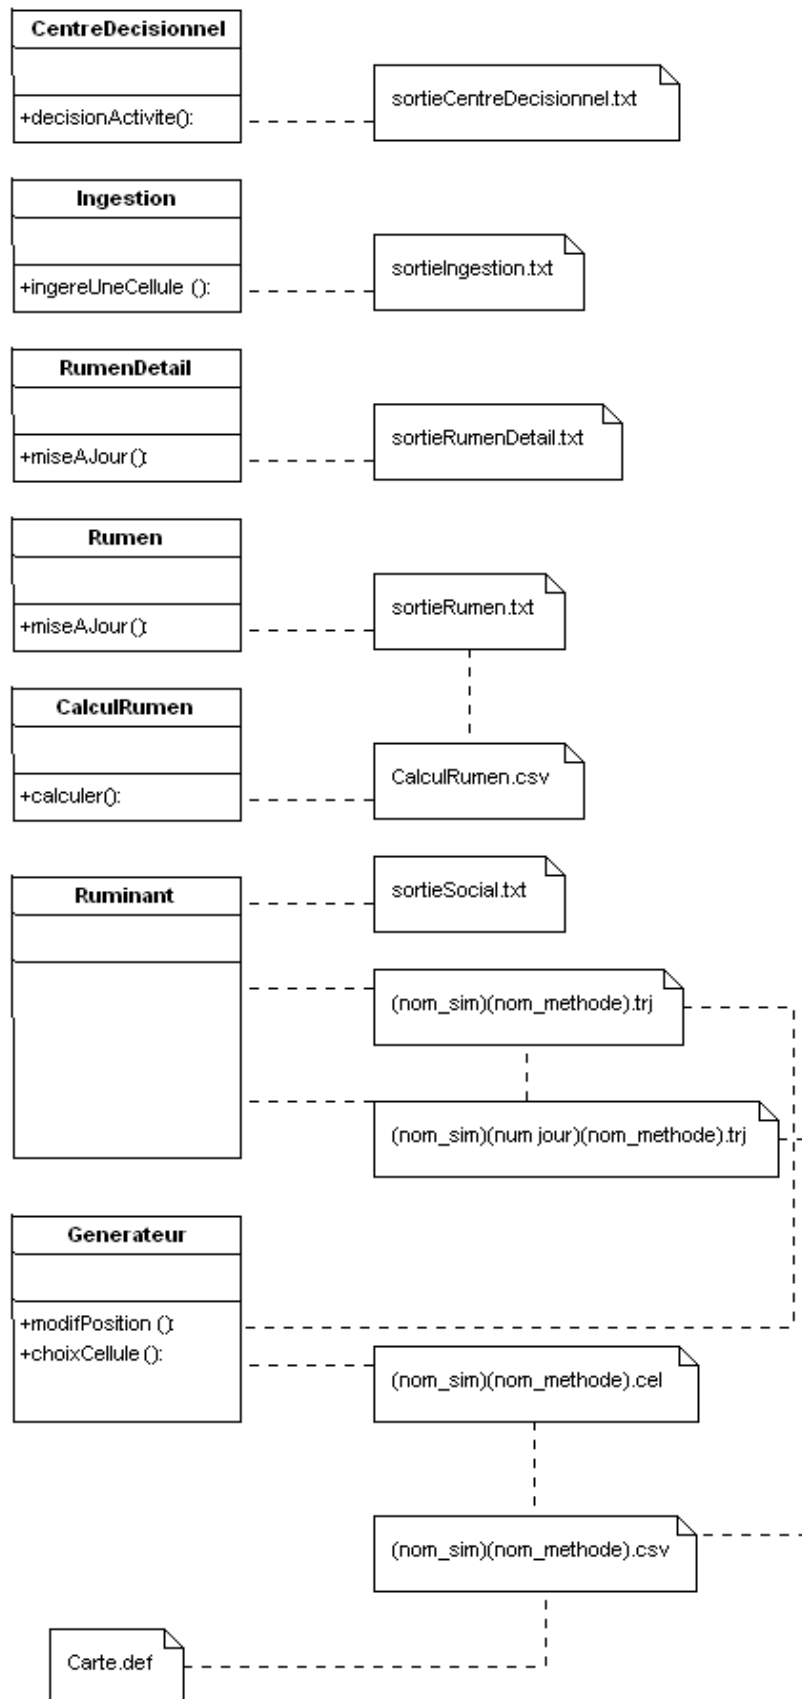 CentreDecisionnel
+decisionActivite():
sortieCentreDecisionnel.txt
Ingestion
+ingereUneCellule ():
sortieIngestion.txt
RumenDetail
+miseAJour():
sortieRumenDetail.txt
Rumen
+miseAJour():
sortieRumen.txt
CalculRumen
+calculer():
CalculRumen.csv
Ruminant
sortieSocial.txt
(nom_sim)(nom_methode).trj
(nom_sim)(num jour)(nom_methode).trj
Generateur
+modifPosition ():
+choixCellule ():
(nom_sim)(nom_methode).cel
(nom_sim)(nom_methode).csv
Carte.def